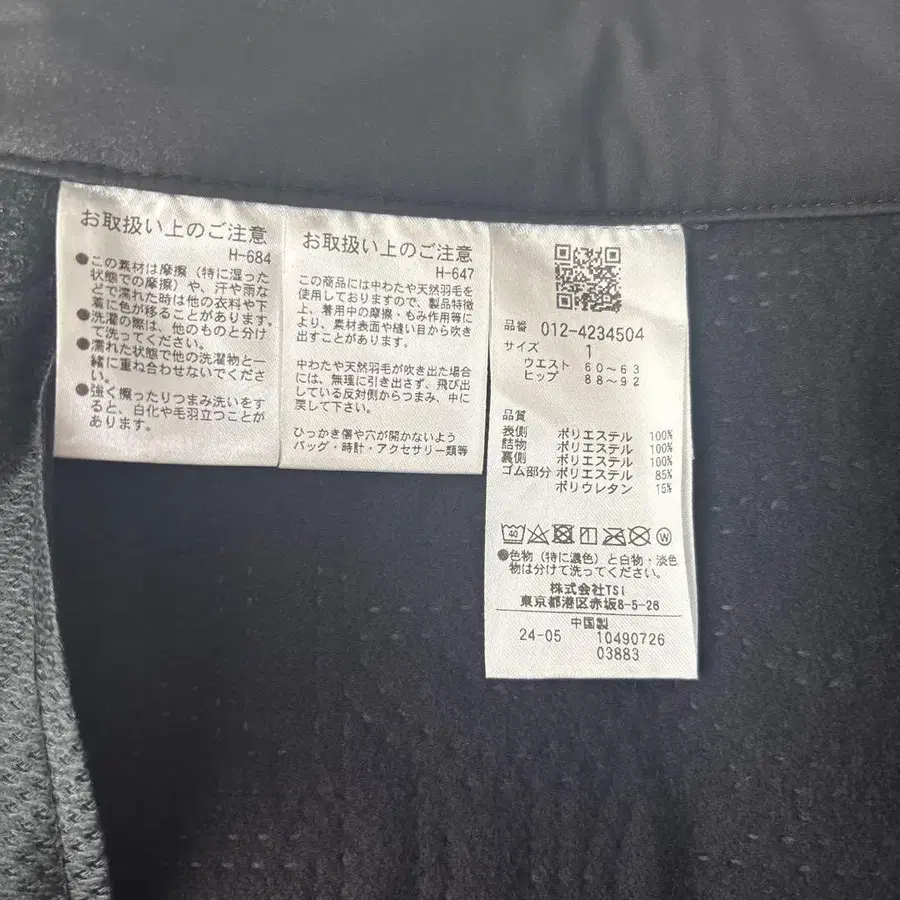 お取扱い上のご注意
H-684
●この素材は摩擦（特に湿った
状態での摩擦）や、汗や雨な
どで濡れた時は他の衣料や下
着に色が移ることがあります。
●洗濯の際は、他のものと分け
て洗ってください。
●濡れた状態で他の洗濯物と一
緒に重ね合わせないでくださ
い。
●強く擦ったりつまみ洗いをす
ると、白化や毛羽立つことが
あります。
お取扱い上のご注意
H-647
この商品には中わたや天然羽毛を
使用しておりますので、製品特徴
上、着用中の摩擦・もみ作用等に
より、素材表面や縫い目から吹き
出すことがあります。
中わたや天然羽毛が吹き出た場合
には、無理に引き出さず、飛び出
している反対側からつまみ、中に
戻して下さい。
ひっかき傷や穴が開かないよう
バッグ・時計・アクセサリー類等
品番 012-4234504
サイズ 1
ウエスト 60～63
ヒップ 88～92
品質
表側 ポリエステル 100%
詰物 ポリエステル 100%
裏側 ポリエステル 100%
ゴム部分 ポリエステル 85%
ポリウレタン 15%
40 W
●色物（特に濃色）と白物・淡色
物は分けて洗ってください。
株式会社TSI
東京都港区赤坂8-5-26
中国製
24-05 10490726
03883